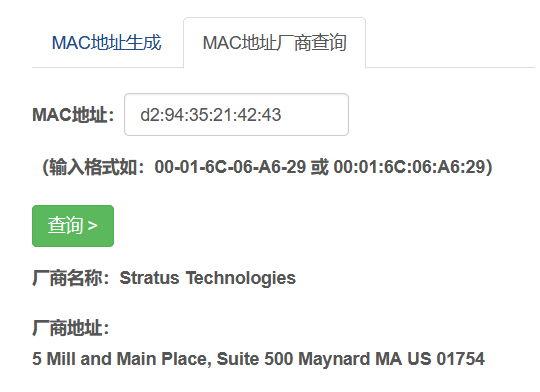 MAC地址生成 MAC地址厂商查询
MAC地址： d2:94:35:21:42:43
（输入格式如：00-01-6C-06-A6-29 或 00:01:6C:06:A6:29）
查询 >
厂商名称：Stratus Technologies
厂商地址：
5 Mill and Main Place, Suite 500 Maynard MA US 01754